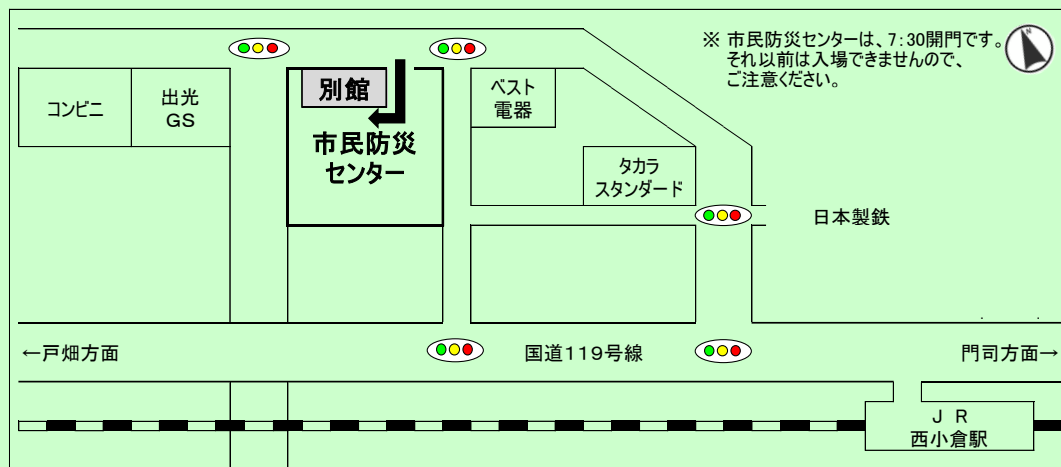 ※ 市民防災センターは、7:30開門です。
それ以前は入場できませんので、
ご注意ください。
N
コンビニ
出光
GS
別館
市民防災
センター
ベスト
電器
タカラ
スタンダード
日本製鉄
←戸畑方面
国道119号線
門司方面→
JR
西小倉駅